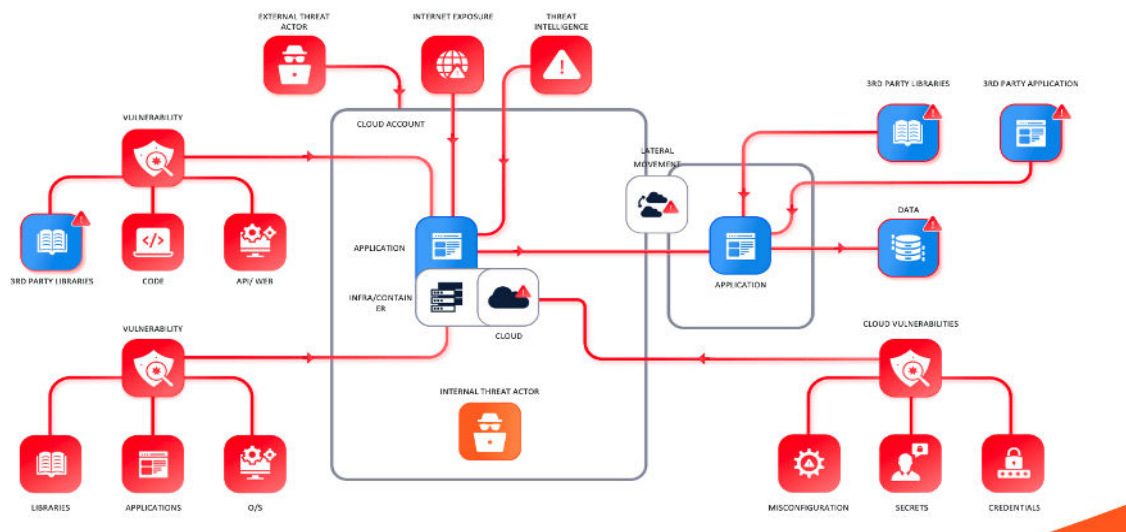 EXTERNAL THREAT
ACTOR
INTERNET EXPOSURE
THREAT
INTELLIGENCE
3RD PARTY LIBRARIES
3RD PARTY APPLICATION
VULNERABILITY
CLOUD ACCOUNT
LATERAL
MOVEMENT
DATA
APPLICATION
3RD PARTY LIBRARIES
CODE
API/ WEB
APPLICATION
INFRA/CONTAIN
ER
CLOUD
VULNERABILITY
CLOUD VULNERABILITIES
INTERNAL THREAT ACTOR
LIBRARIES
APPLICATIONS
O/S
MISCONFIGURATION
SECRETS
CREDENTIALS